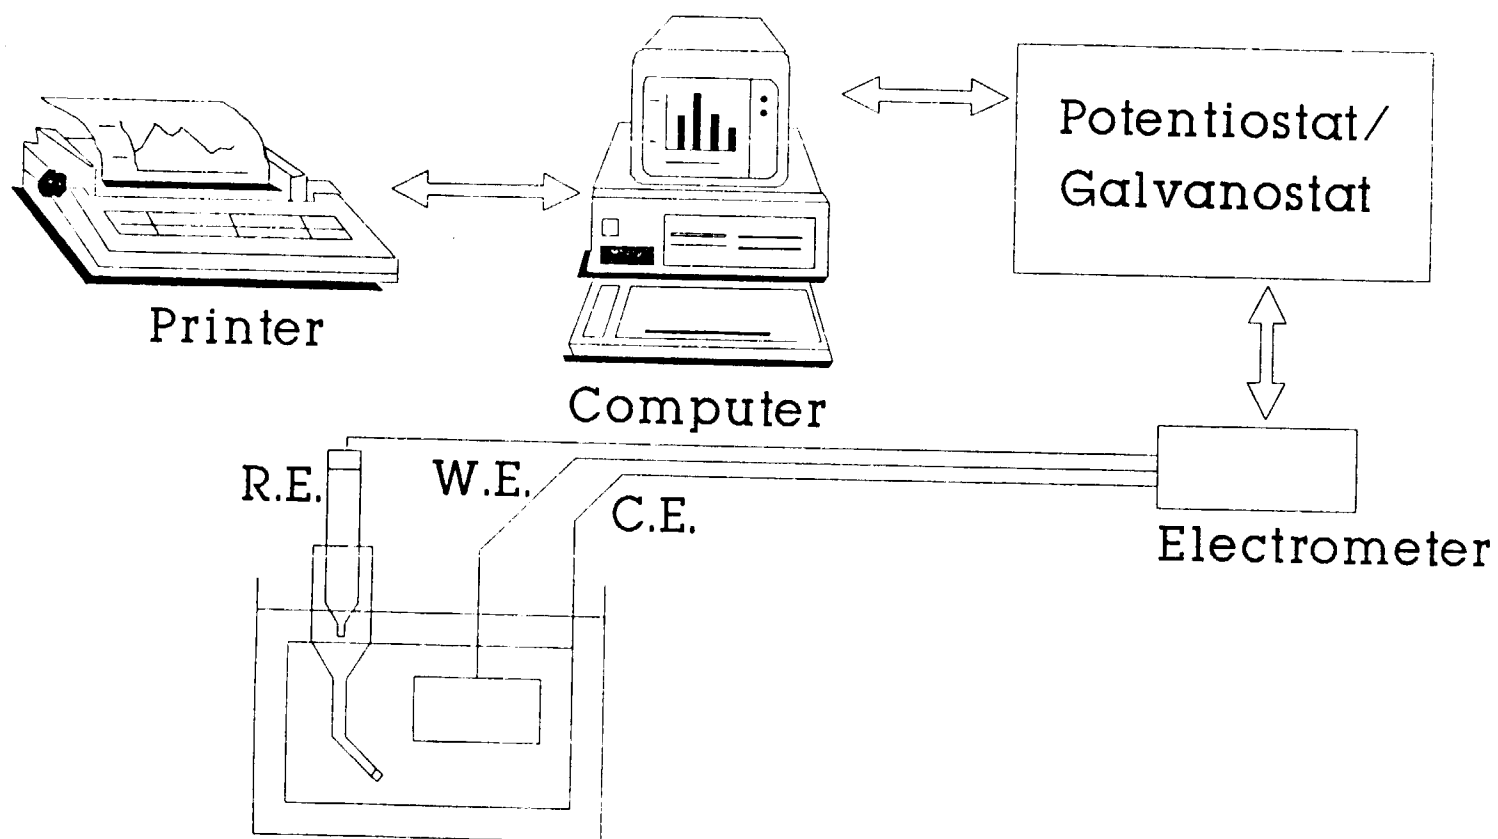 Potentiostat/
Galvanostat
Printer
Computer
R.E.
W.E.
C.E.
Electrometer